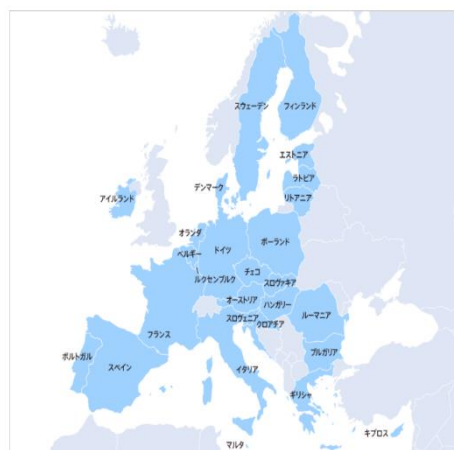 スウェーデン
フィンランド
エストニア
ラトビア
リトアニア
デンマーク
アイルランド
オランダ
ベルギー
ドイツ
ポーランド
ルクセンブルク
チェコ
スロヴァキア
オーストリア
ハンガリー
スロヴェニア
クロアチア
ルーマニア
フランス
ブルガリア
ポルトガル
スペイン
イタリア
ギリシャ
キプロス
マルタ